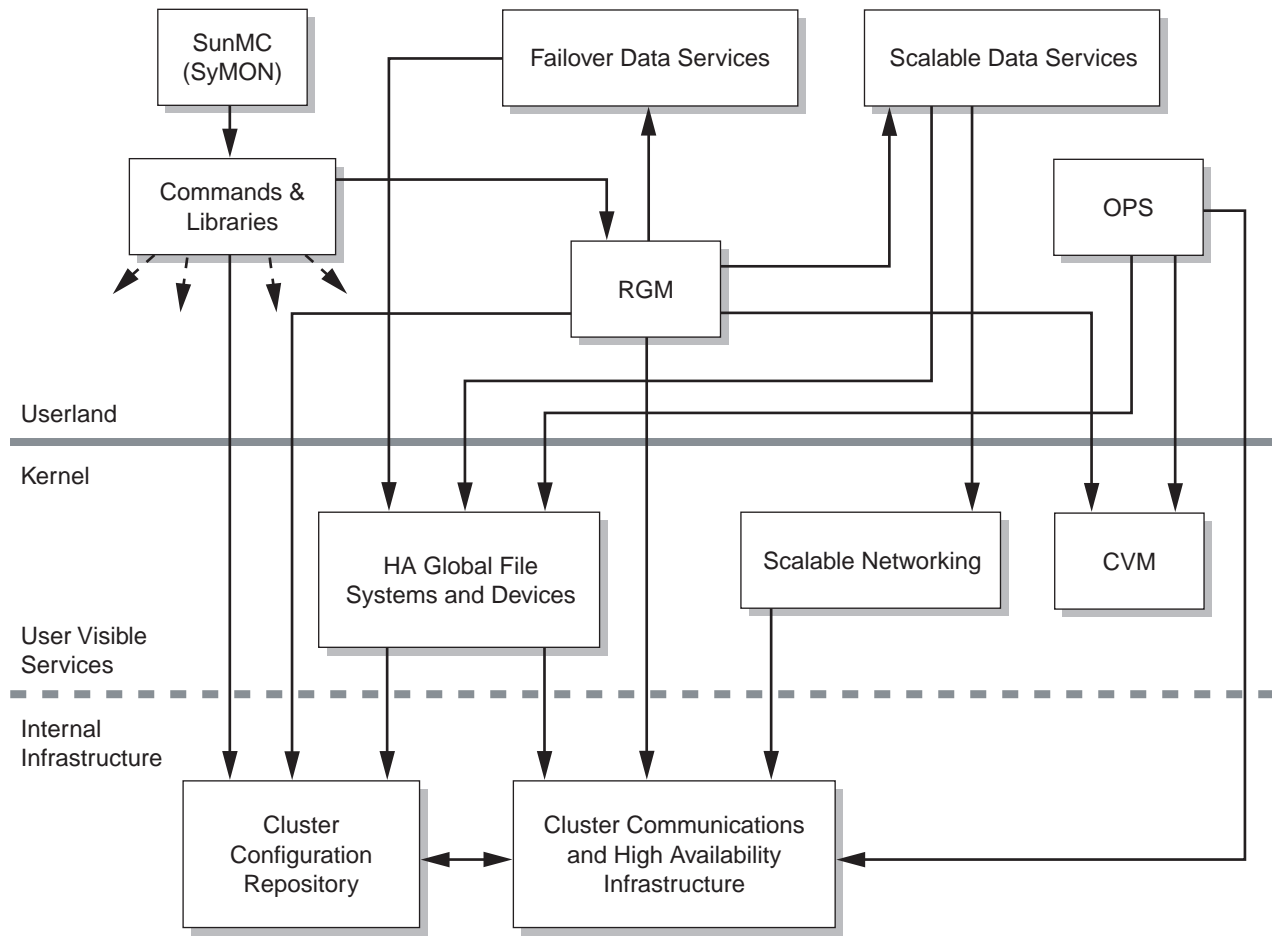 SunMC
(SyMON)
Failover Data Services
Scalable Data Services
Commands &
Libraries
OPS
RGM
Userland
Kernel
HA Global File
Systems and Devices
Scalable Networking
CVM
User Visible
Services
Internal
Infrastructure
Cluster
Configuration
Repository
Cluster Communications
and High Availability
Infrastructure